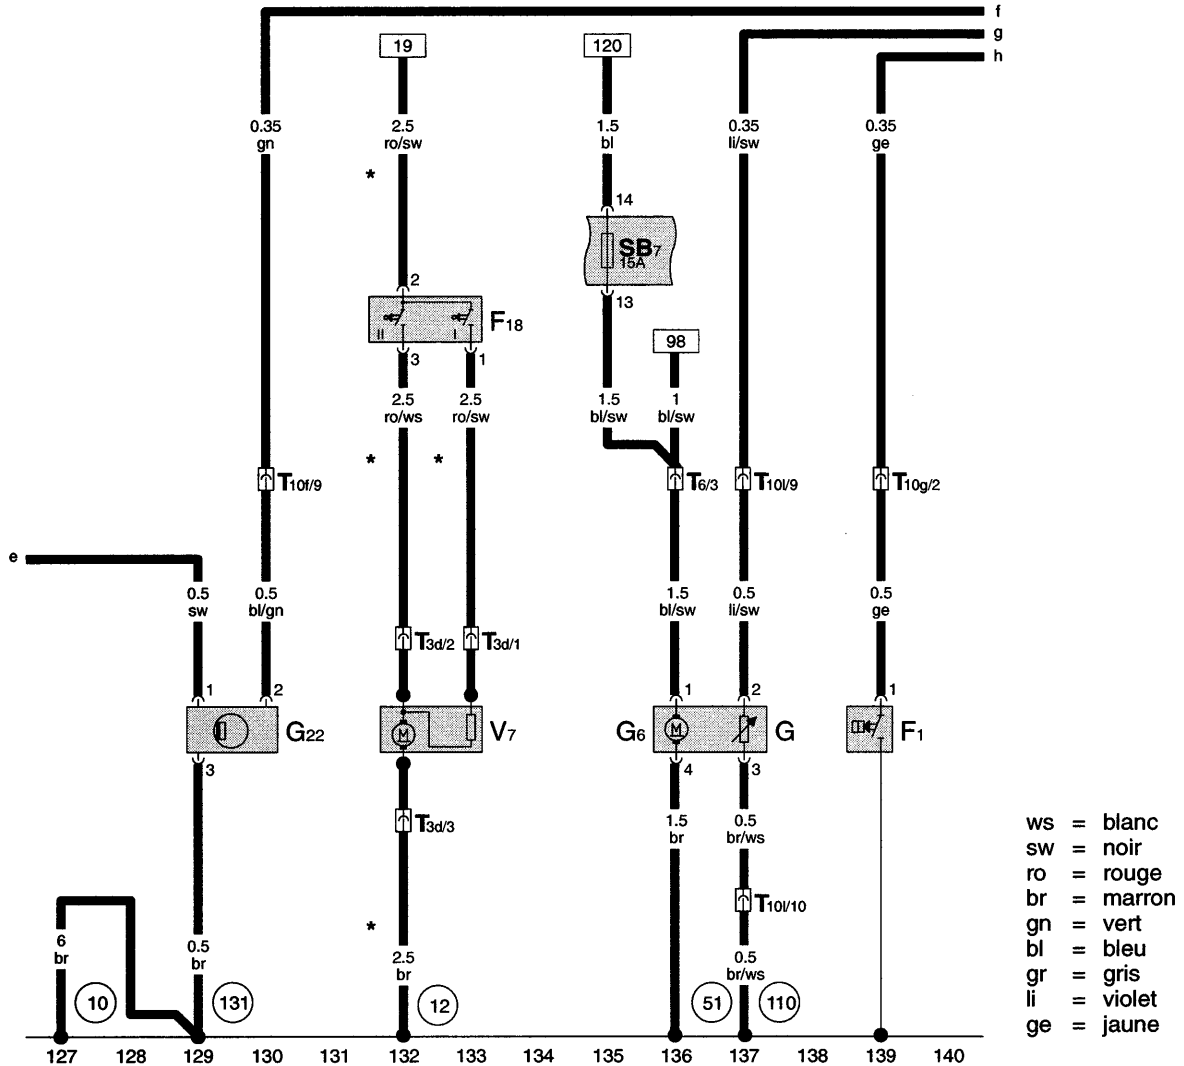 f
g
h
19
120
0.35
gn
2.5
ro/sw
1.5
bl
0.35
li/sw
0.35
ge
*
14
SB7
15A
2
13
II
I
F18
98
3
1
2.5
ro/ws
2.5
ro/sw
1.5
bl/sw
1
bl/sw
*
*
T10f/9
T6/3
T10l/9
T10g/2
e
0.5
sw
0.5
bl/gn
1.5
bl/sw
0.5
li/sw
0.5
ge
T3d/2
T3d/1
1
2
1
2
1
G22
M
V7
G6
M
G
F1
3
4
3
T3d/3
1.5
br
0.5
br/ws
T10l/10
*
6
br
0.5
br
2.5
br
0.5
br/ws
10
131
12
51
110
127
128
129
130
131
132
133
134
135
136
137
138
139
140
ws = blanc
sw = noir
ro = rouge
br = marron
gn = vert
bl = bleu
gr = gris
li = violet
ge = jaune